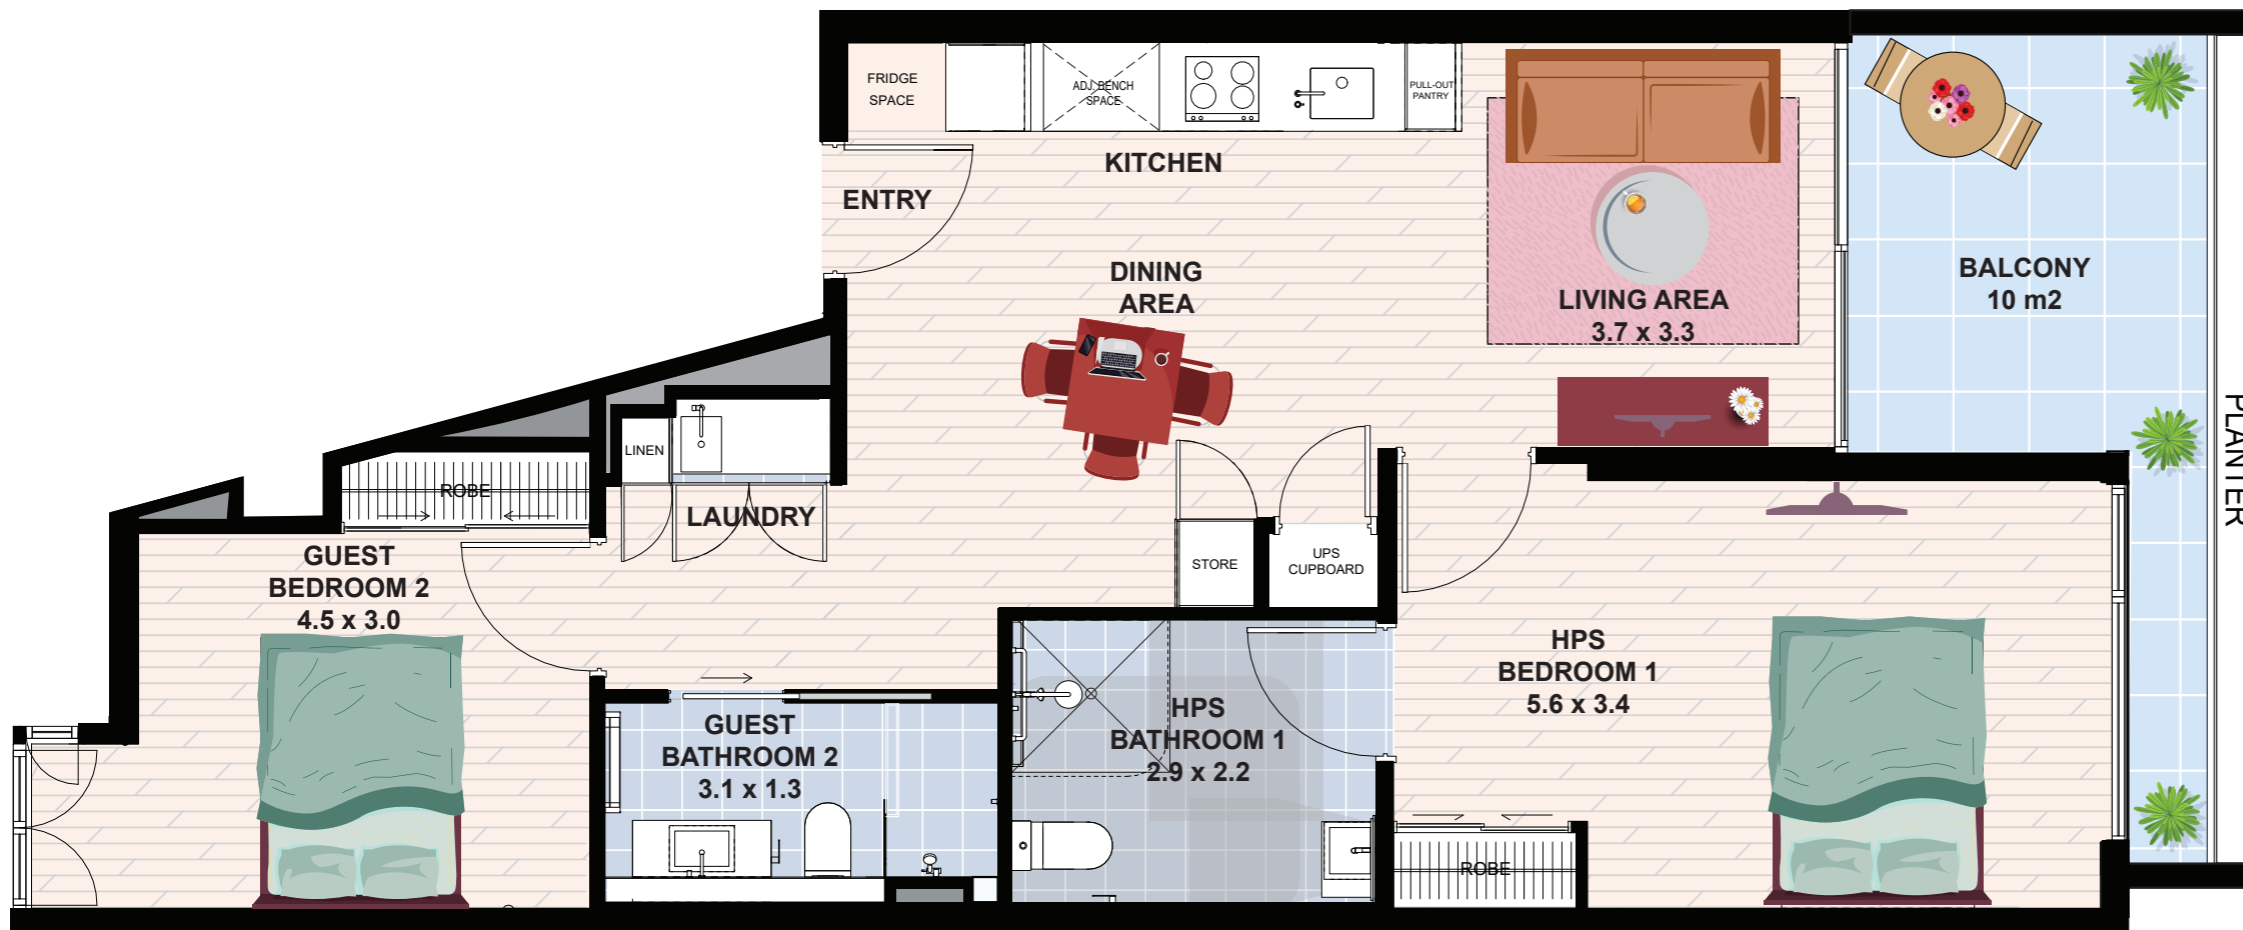 FRIDGE
SPACE
ADJ.BENCH
SPACE
PULL-OUT
PANTRY
KITCHEN
ENTRY
DINING
AREA
LIVING AREA
3.7 x 3.3
BALCONY
10 m2
PLANTER
LINEN
ROBE
LAUNDRY
GUEST
BEDROOM 2
4.5 x 3.0
STORE
UPS
CUPBOARD
HPS
BEDROOM 1
5.6 x 3.4
GUEST
BATHROOM 2
3.1 x 1.3
HPS
BATHROOM 1
2.9 x 2.2
ROBE